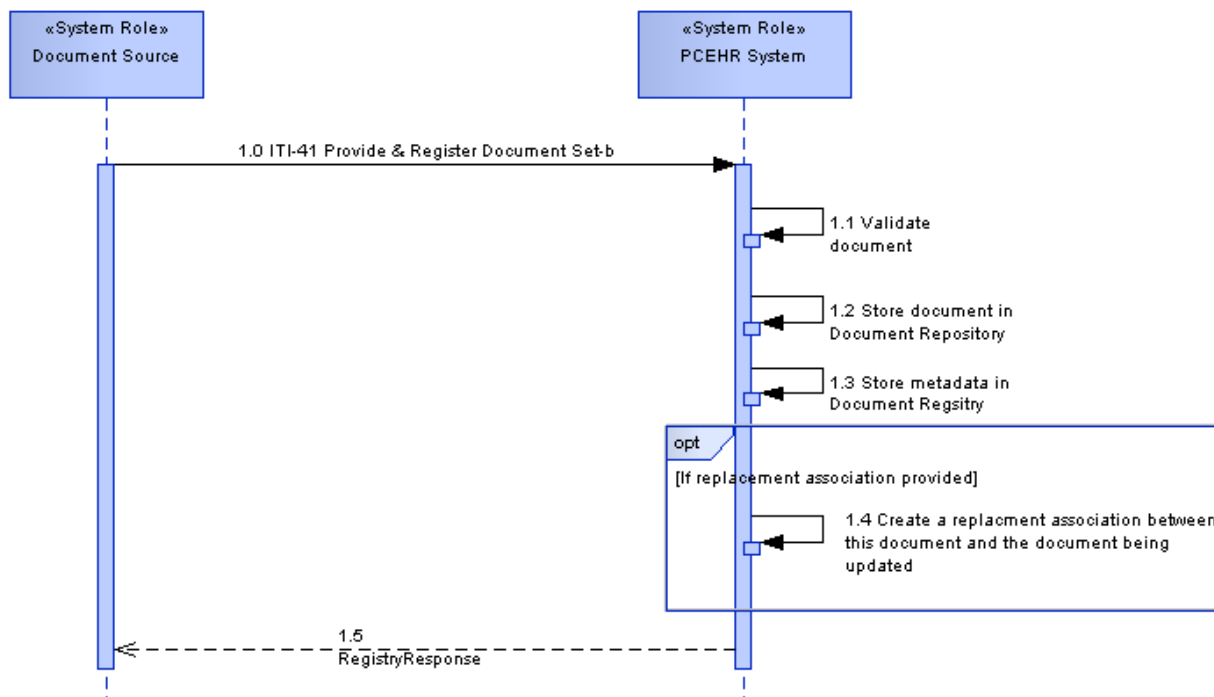 «System Role»
Document Source
«System Role»
PCEHR System
1.0 ITI-41 Provide & Register Document Set-b
1.1 Validate
document
1.2 Store document in
Document Repository
1.3 Store metadata in
Document Regsitry
opt
[If replacement association provided]
1.4 Create a replacment association between
this document and the document being
updated
1.5
RegistryResponse